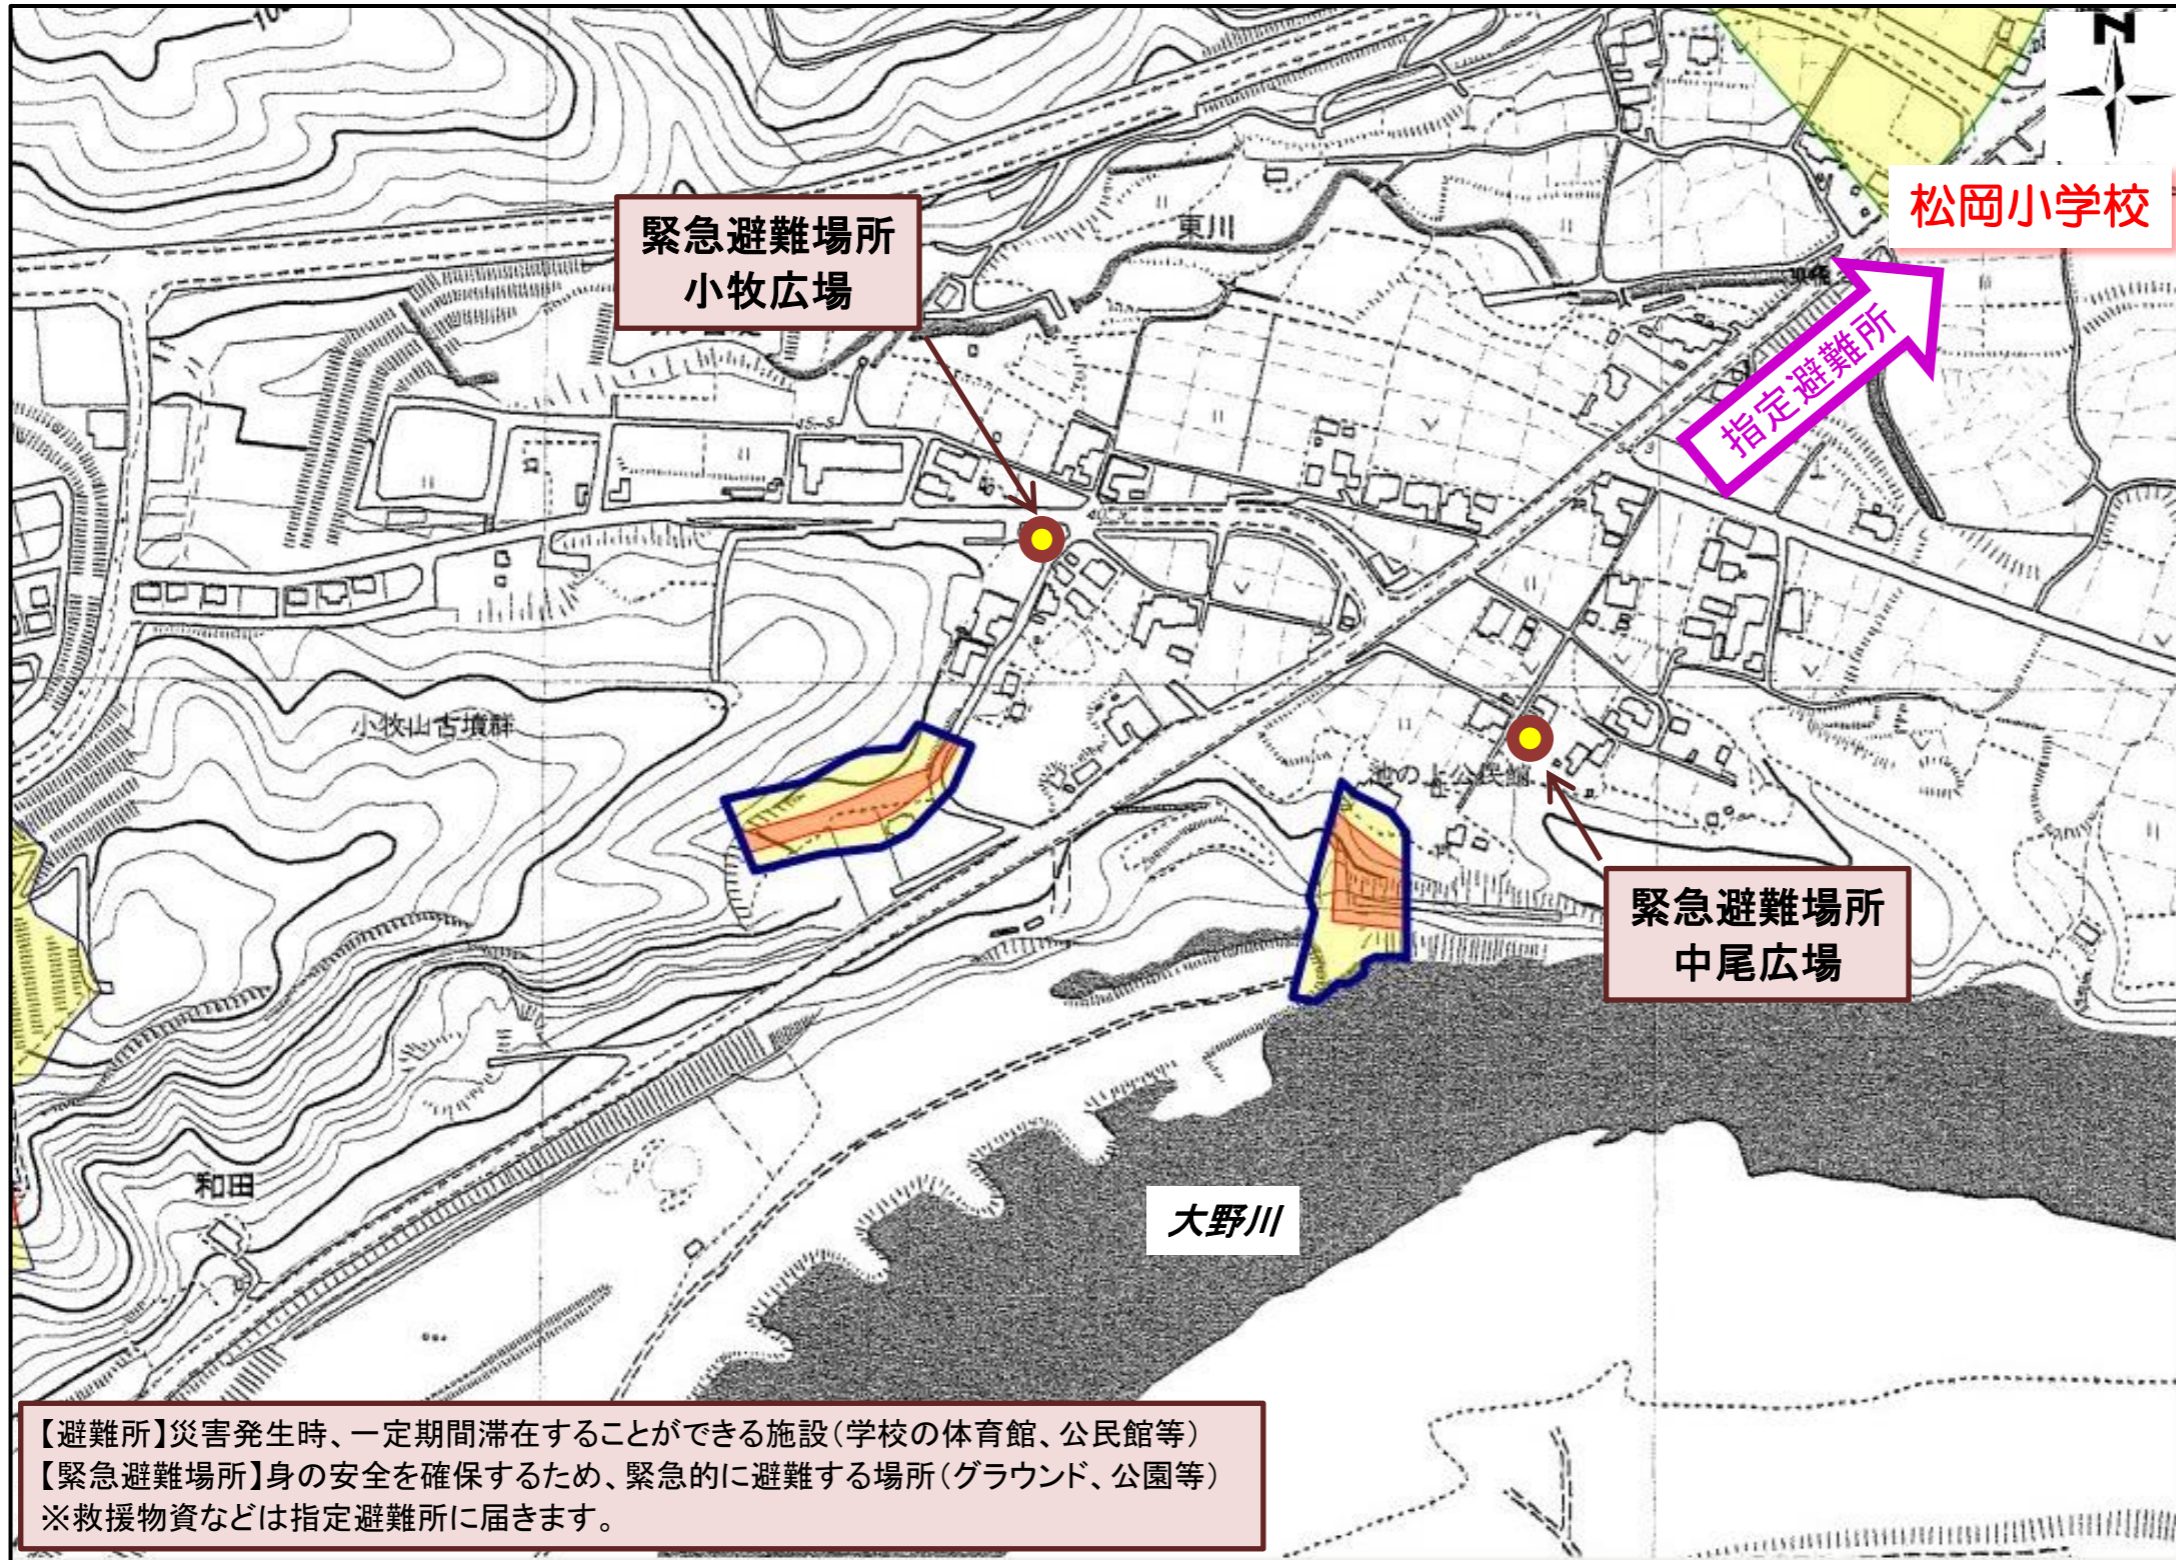 N
松岡小学校
緊急避難場所
小牧広場
東川
指定避難所
小牧山古墳群
池の上公民館
緊急避難場所
中尾広場
和田
大野川
【避難所】災害発生時、一定期間滞在することができる施設(学校の体育館、公民館等)
【緊急避難場所】身の安全を確保するため、緊急的に避難する場所(グラウンド、公園等)
※救援物資などは指定避難所に届きます。